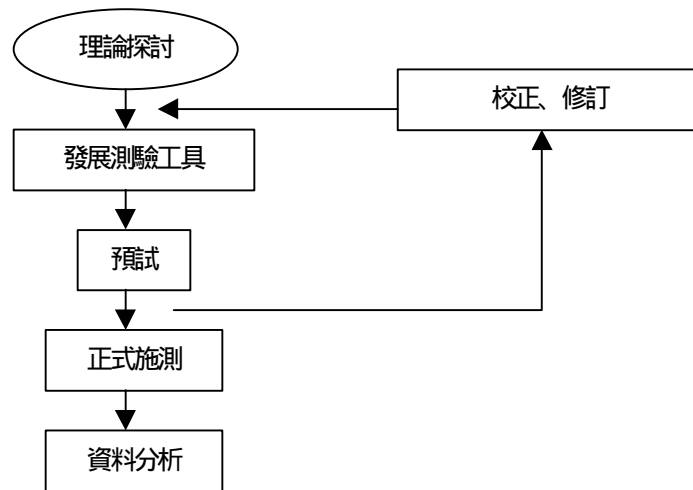 理論探討
校正、修訂
發展測驗工具
預試
正式施測
資料分析